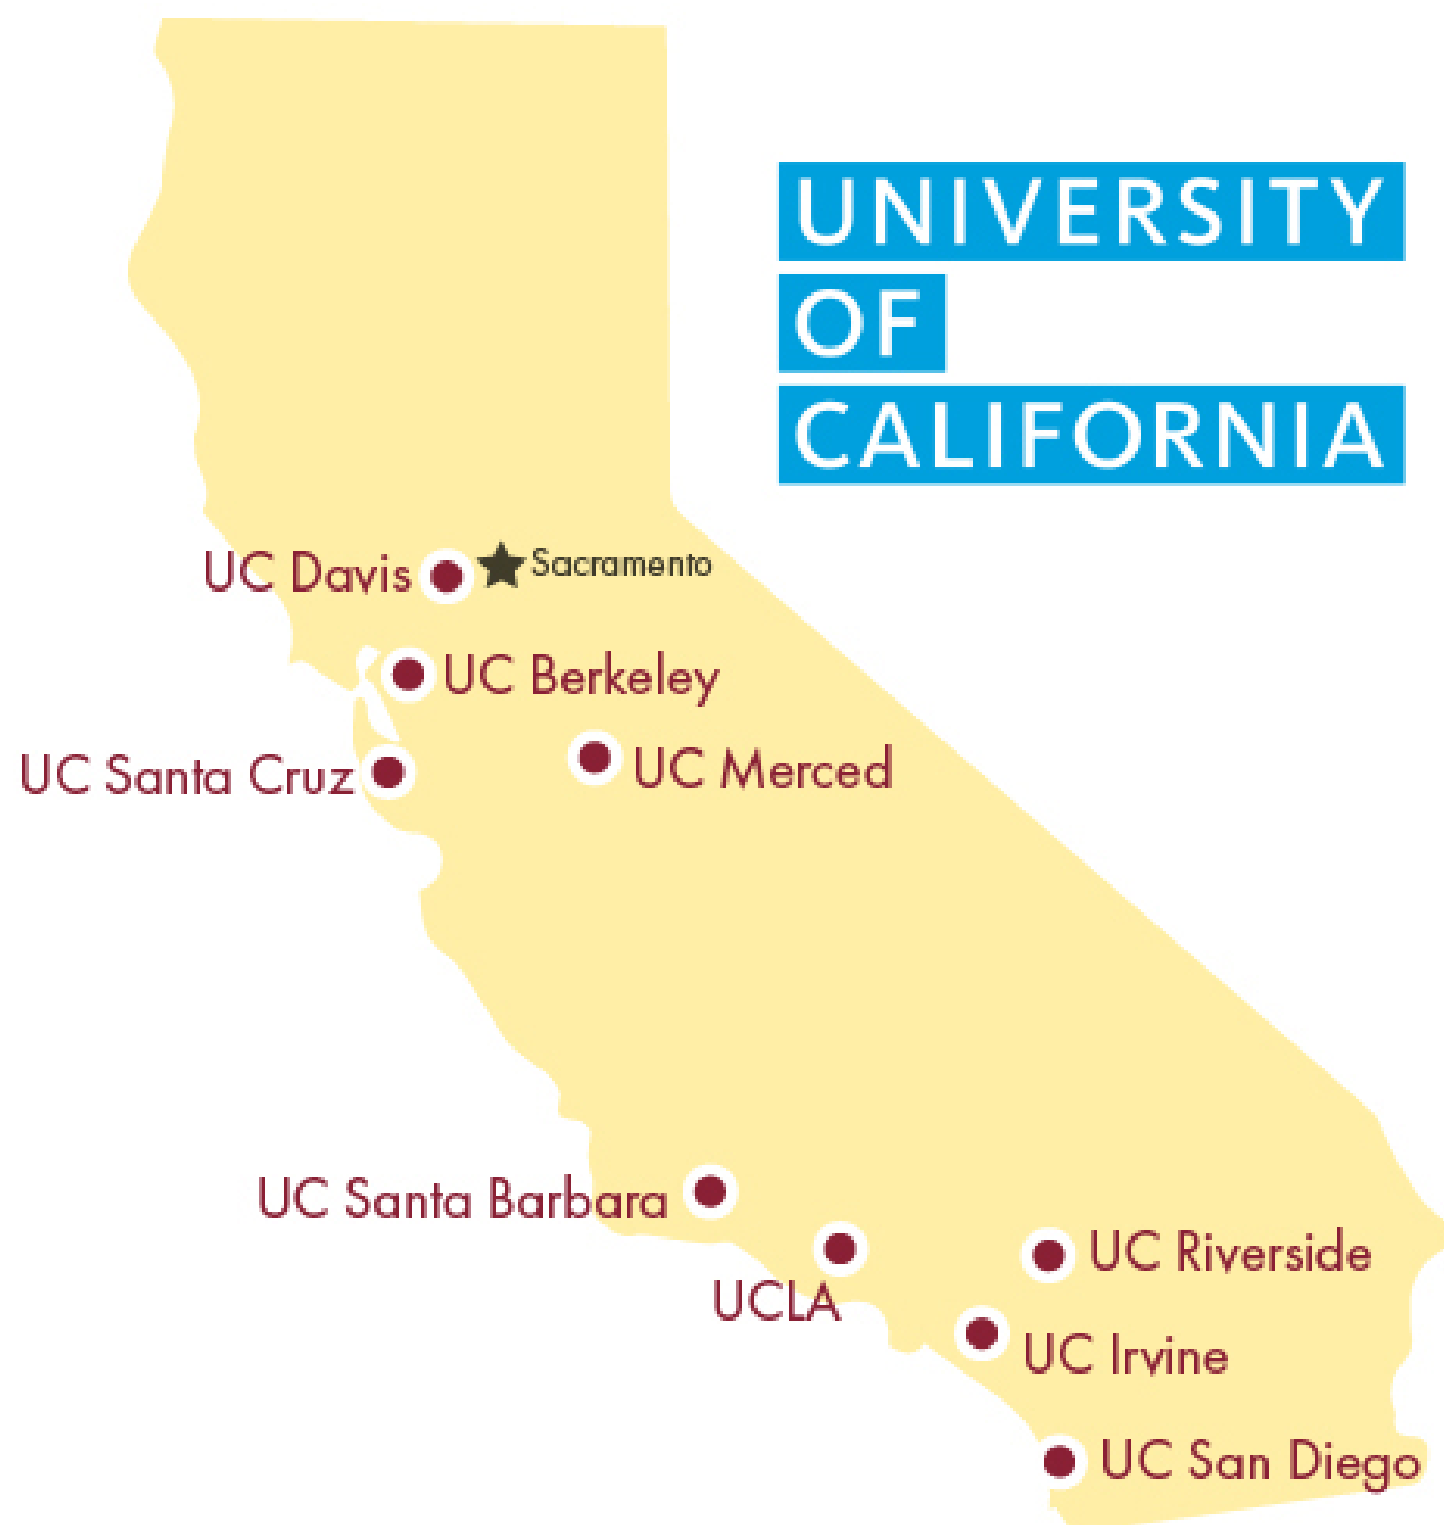 UNIVERSITY
OF
CALIFORNIA
UC Davis
Sacramento
UC Berkeley
UC Santa Cruz
UC Merced
UC Santa Barbara
UCLA
UC Riverside
UC Irvine
UC San Diego